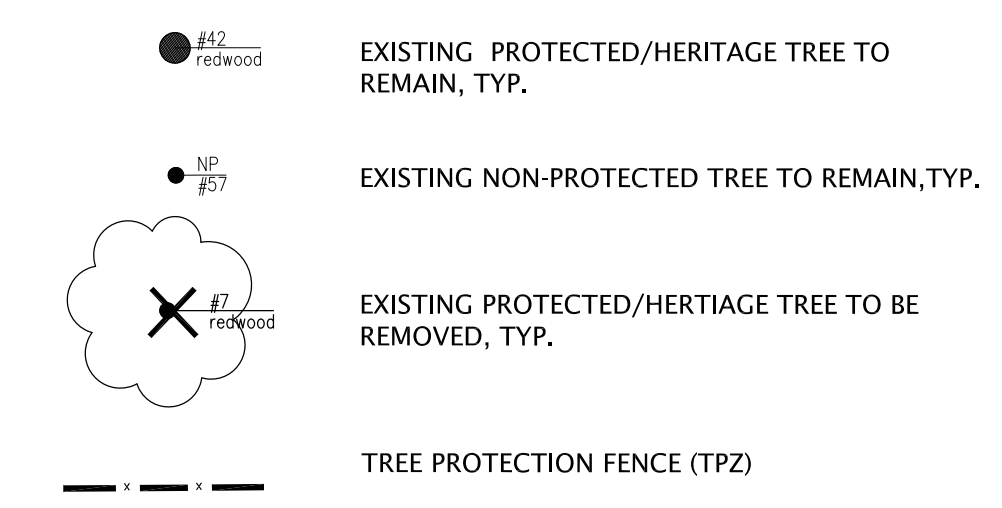 #42
redwood
EXISTING PROTECTED/HERITAGE TREE TO
REMAIN, TYP.
NP
#57
EXISTING NON-PROTECTED TREE TO REMAIN,TYP.
#7
redwood
EXISTING PROTECTED/HERTIAGE TREE TO BE
REMOVED, TYP.
TREE PROTECTION FENCE (TPZ)
x x